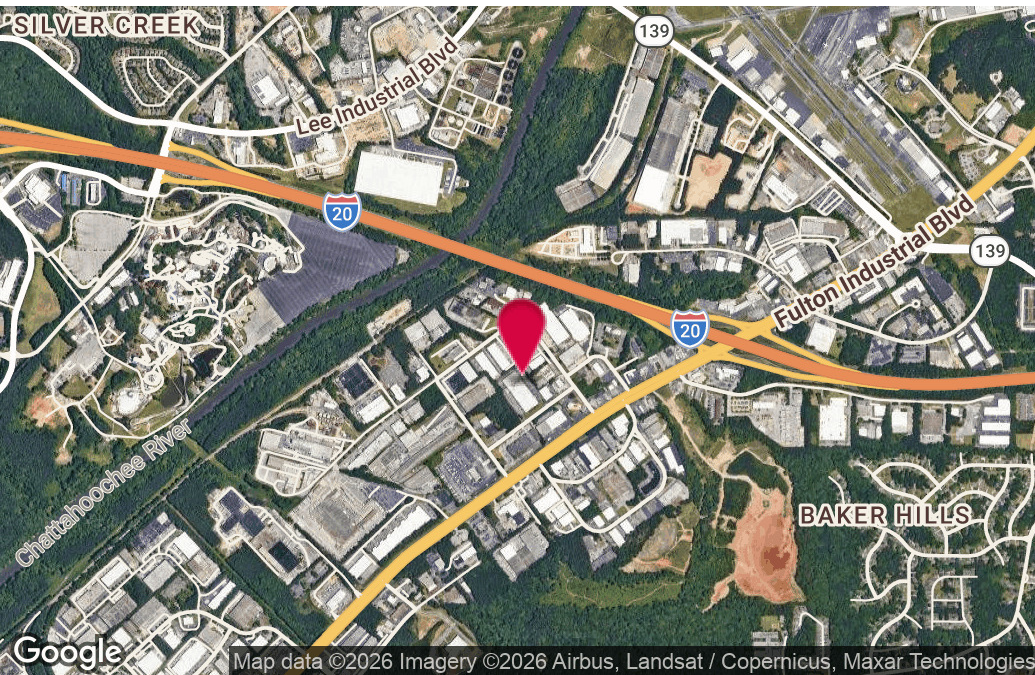 SILVER CREEK
139
Lee Industrial Blvd
20
Fulton Industrial Blvd
139
20
Chattahoochee River
BAKER HILLS
Google
Map data ©2026 Imagery ©2026 Airbus, Landsat / Copernicus, Maxar Technologies